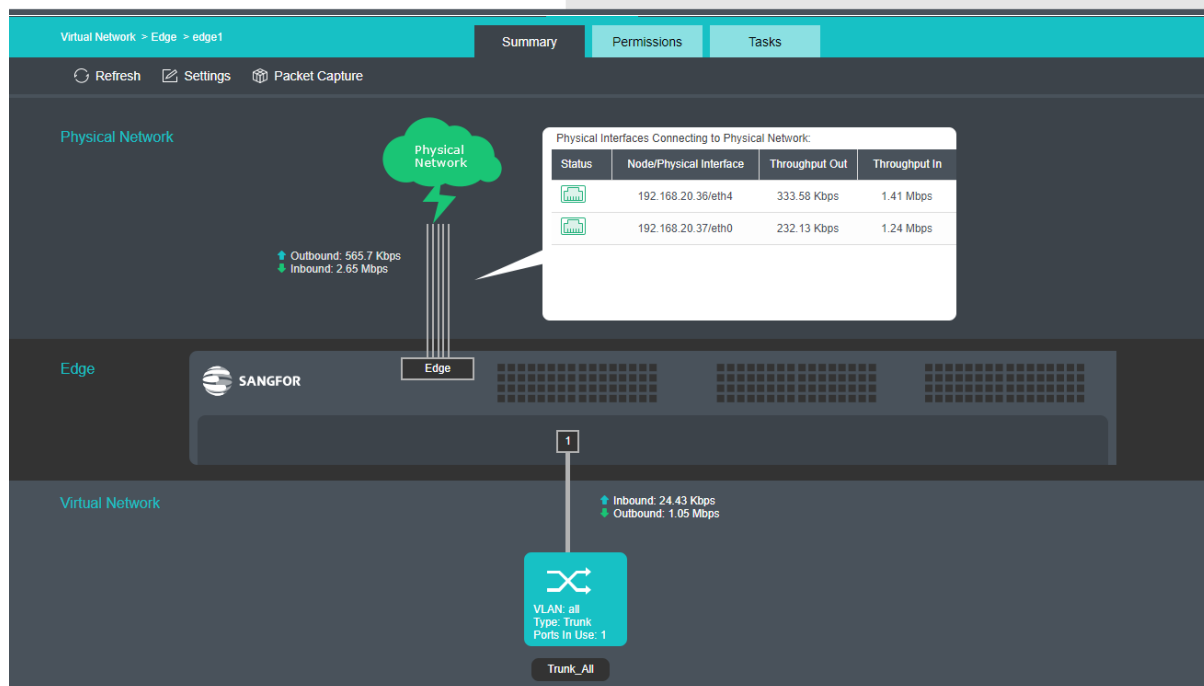 Virtual Network > Edge > edge1
Summary
Permissions
Tasks
Refresh
Settings
Packet Capture
Physical Network
Physical
Network
Physical Interfaces Connecting to Physical Network:
Status Node/Physical Interface Throughput Out Throughput In
192.168.20.36/eth4 333.58 Kbps 1.41 Mbps
192.168.20.37/eth0 232.13 Kbps 1.24 Mbps
Outbound: 565.7 Kbps
Inbound: 2.65 Mbps
Edge
SANGFOR
Edge
1
Virtual Network
Inbound: 24.43 Kbps
Outbound: 1.05 Mbps
VLAN: all
Type: Trunk
Ports In Use: 1
Trunk_All